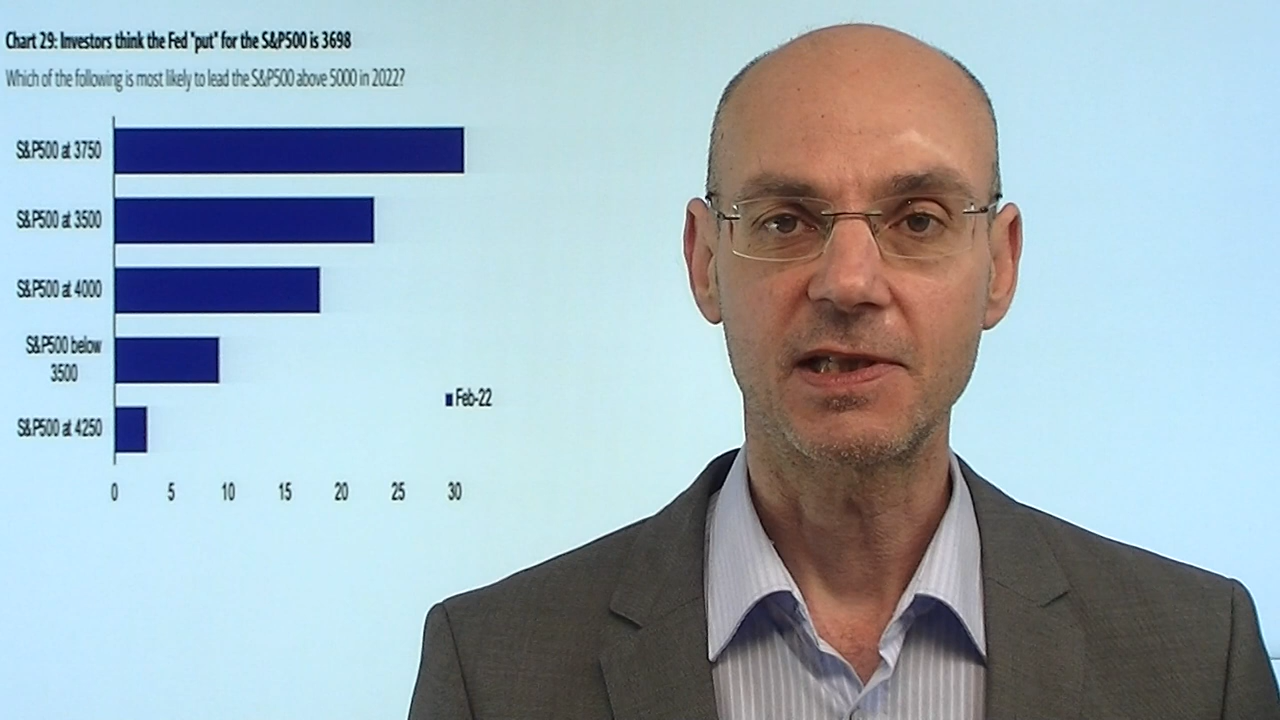 Chart 29: Investors think the Fed "put" for the S&P500 is 3698
Which of the following is most likely to lead the S&P500 above 5000 in 2022?
S&P500 at 3750
S&P500 at 3500
S&P500 at 4000
S&P500 below
3500
S&P500 at 4250
Feb-22
0 5 10 15 20 25 30